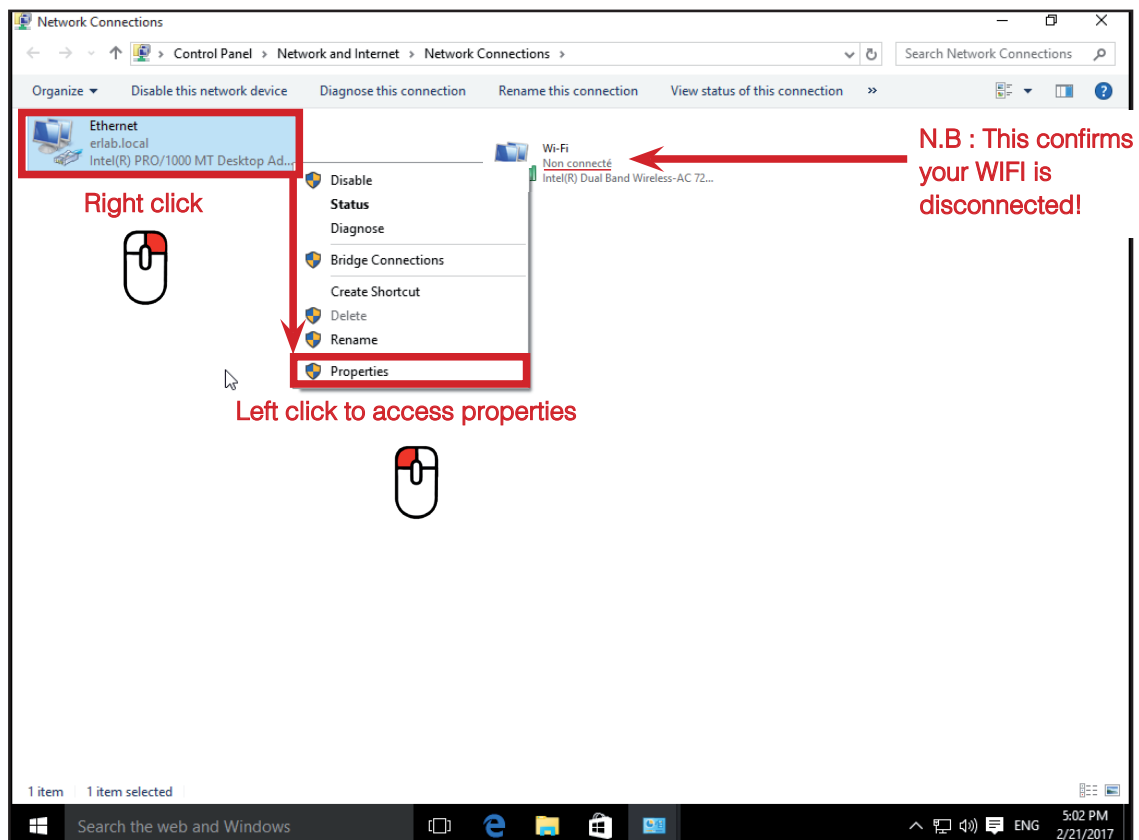 Network Connections
Control Panel > Network and Internet > Network Connections >
Search Network Connections
Organize
Disable this network device
Diagnose this connection
Rename this connection
View status of this connection
»
?
Ethernet
erlab.local
Intel(R) PRO/1000 MT Desktop Ad...
Wi-Fi
Non connecté
Intel(R) Dual Band Wireless-AC 72...
N.B : This confirms
your WIFI is
disconnected!
Right click
Disable
Status
Diagnose
Bridge Connections
Create Shortcut
Delete
Rename
Properties
Left click to access properties
1 item
1 item selected
Search the web and Windows
ENG
5:02 PM
2/21/2017